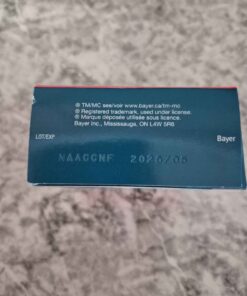 ® TM/MC see/voir www.bayer.ca/tm-mc
® Registered trademark, used under license.
® Marque déposée utilisée sous licence.
Bayer Inc., Mississauga, ON L4W 5R6
LOT/EXP
Bayer
NAACCNF 2026/05